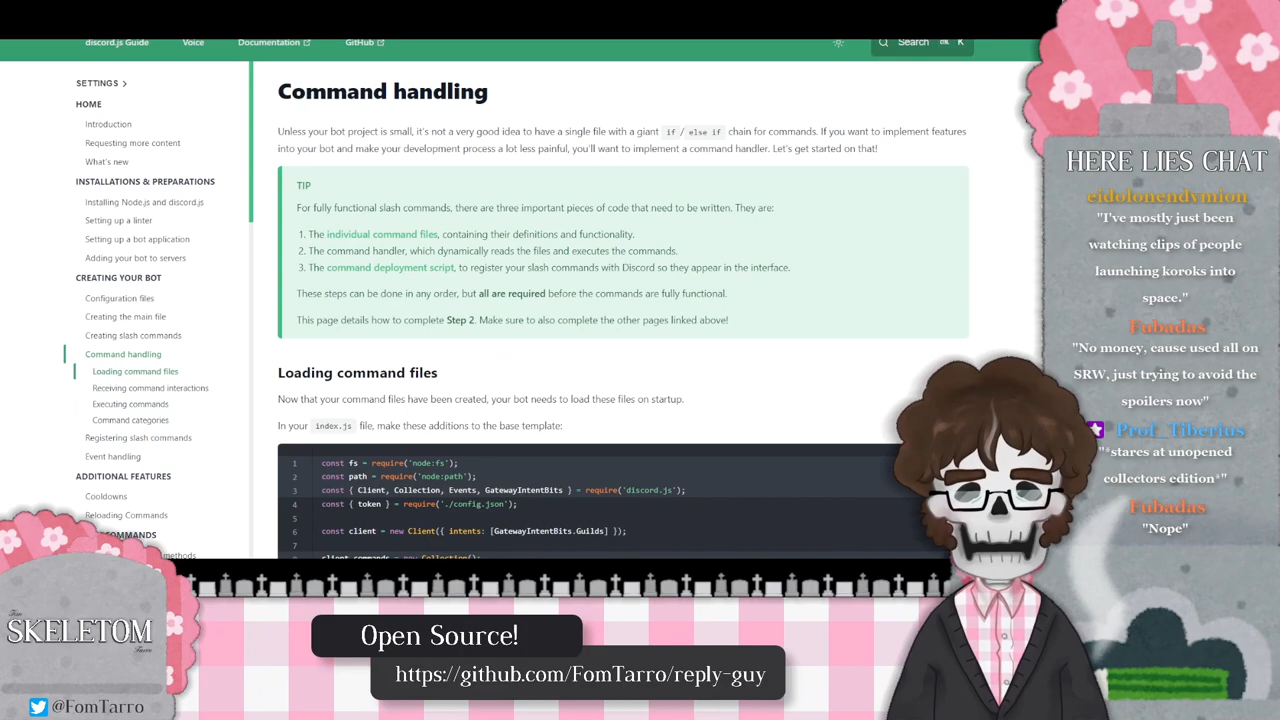 discord.js Guide
Voice
Documentation
GitHub
Search
K
SETTINGS
HOME
Introduction
Requesting more content
What's new
INSTALLATIONS & PREPARATIONS
Installing Node.js and discord.js
Setting up a linter
Setting up a bot application
Adding your bot to servers
CREATING YOUR BOT
Configuration files
Creating the main file
Creating slash commands
Command handling
Loading command files
Receiving command interactions
Executing commands
Command categories
Registering slash commands
Event handling
ADDITIONAL FEATURES
Cooldowns
Reloading Commands
Command handling
Unless your bot project is small, it's not a very good idea to have a single file with a giant if / else if chain for commands. If you want to implement features
into your bot and make your development process a lot less painful, you'll want to implement a command handler. Let's get started on that!
TIP
For fully functional slash commands, there are three important pieces of code that need to be written. They are:
1. The individual command files, containing their definitions and functionality.
2. The command handler, which dynamically reads the files and executes the commands.
3. The command deployment script, to register your slash commands with Discord so they appear in the interface.
These steps can be done in any order, but all are required before the commands are fully functional.
This page details how to complete Step 2. Make sure to also complete the other pages linked above!
Loading command files
Now that your command files have been created, your bot needs to load these files on startup.
In your index.js file, make these additions to the base template:
1 const fs = require('node:fs');
2 const path = require('node:path');
3 const { Client, Collection, Events, GatewayIntentBits } = require('discord.js');
4 const { token } = require('./config.json');
5
6 const client = new Client({ intents: [GatewayIntentBits.Guilds] });
7
8 client.commands = new Collection();
HERE LIES CHAT
eidolonendymion
"I've mostly just been
watching clips of people
launching koroks into
space."
Fubadas
"No money, cause used all on
SRW, just trying to avoid the
spoilers now"
Prof_Tiberius
"*stares at unopened
collectors edition*"
Fubadas
"Nope"
SKELETOM
@FomTarro
Open Source!
https://github.com/FomTarro/reply-guy